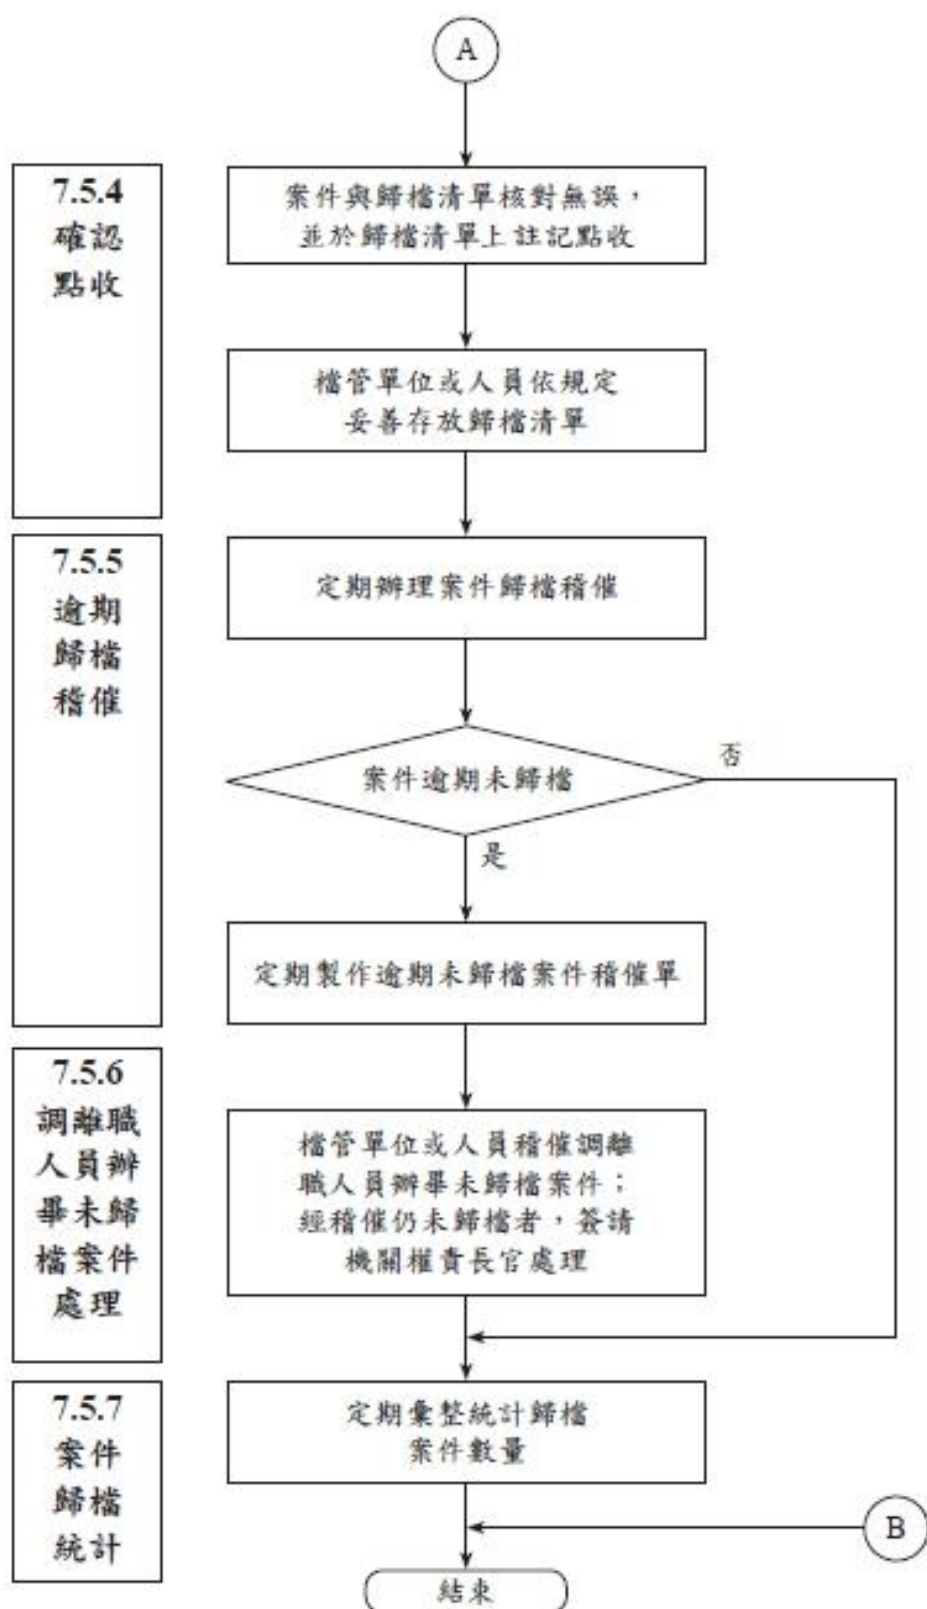 A
7.5.4
確認
點收
案件與歸檔清單核對無誤，
並於歸檔清單上註記點收
檔管單位或人員依規定
妥善存放歸檔清單
7.5.5
逾期
歸檔
稽催
定期辦理案件歸檔稽催
案件逾期未歸檔
否
是
定期製作逾期未歸檔案件稽催單
7.5.6
調離職
人員辦
畢未歸
檔案件
處理
檔管單位或人員稽催調離
職人員辦畢未歸檔案件；
經稽催仍未歸檔者，簽請
機關權責長官處理
7.5.7
案件
歸檔
統計
定期彙整統計歸檔
案件數量
B
結束